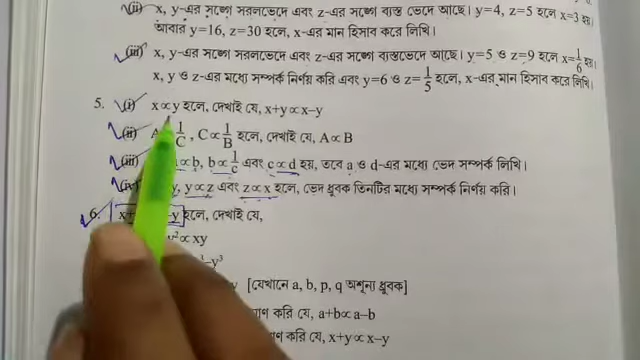 (ii) x, y-এর সঙ্গে সরলভেদে এবং z-এর সঙ্গে ব্যস্ত ভেদে আছে। y=4, z=5 হলে x=3 হয়।
আবার y=16, z=30 হলে, x-এর মান হিসাব করে লিখি।
(iii) x, y-এর সঙ্গে সরলভেদে এবং z-এর সঙ্গে ব্যস্তভেদে আছে। y=5 ও z=9 হলে x=1/6 হয়।
x, y ও z-এর মধ্যে সম্পর্ক নির্ণয় করি এবং y=6 ও z=1/5 হলে, x-এর মান হিসাব করে লিখি।
5. (i) x∝y হলে, দেখাই যে, x+y∝x–y
(ii) A 1/C, C∝1/B হলে, দেখাই যে, A∝B
(iii) ∝b, b∝1/c এবং c∝d হয়, তবে a ও d-এর মধ্যে ভেদ সম্পর্ক লিখি।
(iv) y, y∝z এবং z∝x হলে, ভেদ ধ্রুবক তিনটির মধ্যে সম্পর্ক নির্ণয় করি।
6. x+ –y হলে, দেখাই যে,
y²∝xy
–y³
y [যেখানে a, b, p, q অশূন্য ধ্রুবক]
করি যে, a+b∝a–b
করি যে, x+y∝x–y